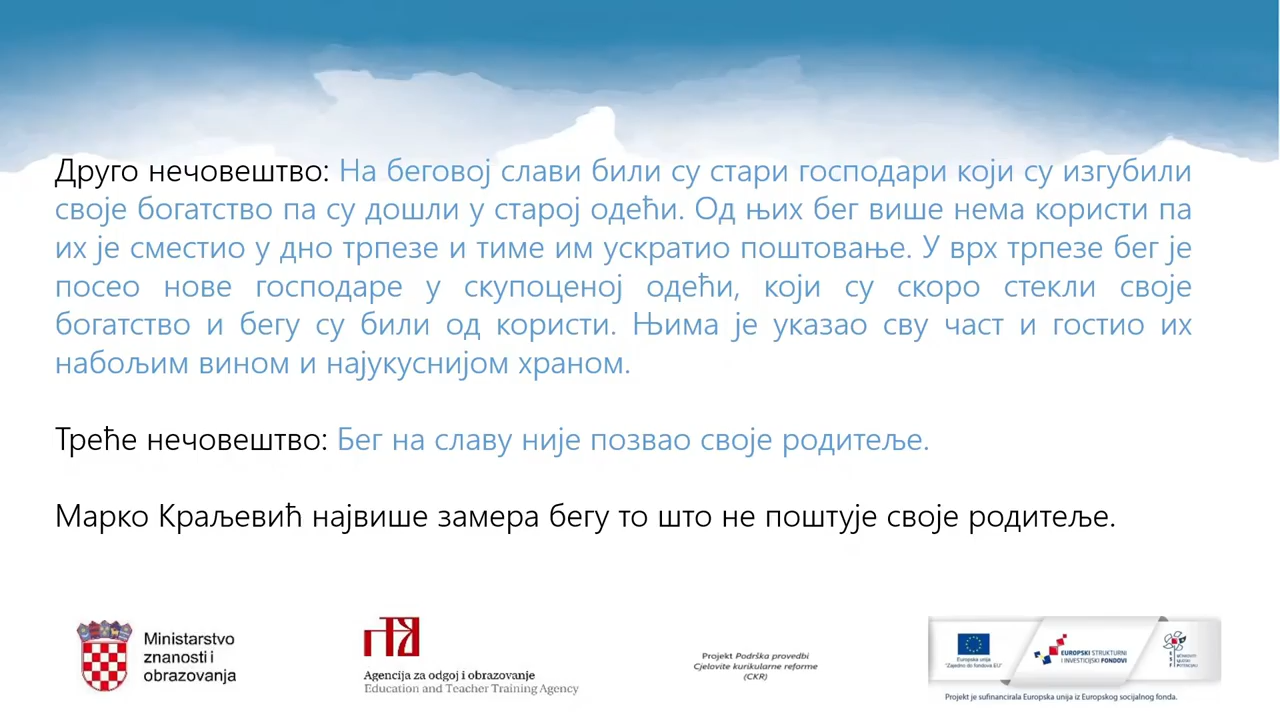 Друго нечовештво: На беговој слави били су стари господари који су изгубили
своје богатство па су дошли у старој одећи. Од њих бег више нема користи па
их је сместио у дно трпезе и тиме им ускратио поштовање. У врх трпезе бег је
посео нове господаре у скупоценој одећи, који су скоро стекли своје
богатство и бегу су били од користи. Њима је указао сву част и гостио их
набољим вином и најукуснијом храном.
Треће нечовештво: Бег на славу није позвао своје родитеље.
Марко Краљевић највише замера бегу то што не поштује своје родитеље.
Ministarstvo
znanosti i
obrazovanja
Agencija za odgoj i obrazovanje
Education and Teacher Training Agency
Projekt Podrška provedbi
Cjelovite kurikularne reforme
(CKR)
Europska unija
"Zajedno do fondova EU"
EUROPSKI STRUKTURNI
I INVESTICIJSKI FONDOVI
Projekt je sufinancirala Europska unija iz Europskog socijalnog fonda.